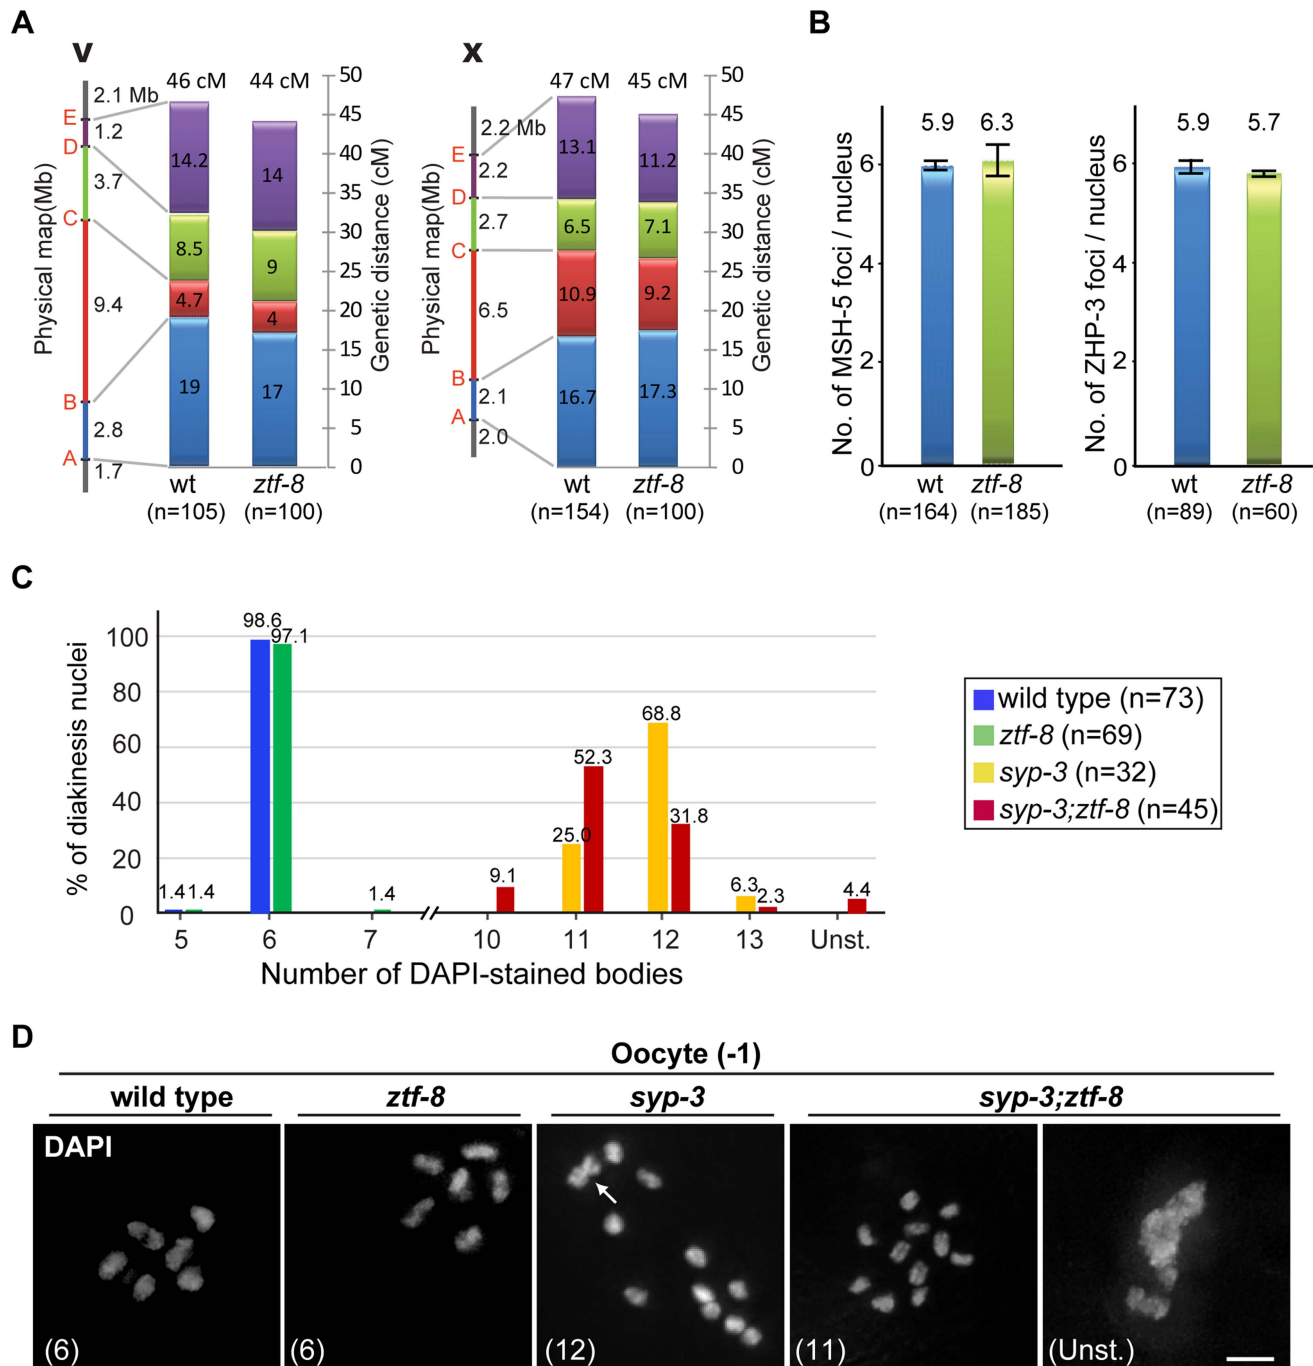 A
V
46 cM 44 cM
Physical map(Mb)
2.1 Mb
E
1.2
D
3.7
C
9.4
B
2.8
A
1.7
14.2
8.5
4.7
19
14
9
4
17
50
45
40
35
30
25
20
15
10
5
0
Genetic distance (cM)
wt ztf-8
(n=105) (n=100)
X
47 cM 45 cM
Physical map(Mb)
2.2 Mb
E
2.2
D
2.7
C
6.5
B
2.1
A
2.0
13.1
6.5
10.9
16.7
11.2
7.1
9.2
17.3
50
45
40
35
30
25
20
15
10
5
0
Genetic distance (cM)
wt ztf-8
(n=154) (n=100)
B
No. of MSH-5 foci / nucleus
6
4
2
0
5.9 6.3
wt ztf-8
(n=164) (n=185)
No. of ZHP-3 foci / nucleus
6
4
2
0
5.9 5.7
wt ztf-8
(n=89) (n=60)
C
% of diakinesis nuclei
100
80
60
40
20
0
1.4 1.4
98.6
97.1
1.4
9.1
25.0
52.3
68.8
31.8
6.3
2.3
4.4
5 6 7 // 10 11 12 13 Unst.
Number of DAPI-stained bodies
wild type (n=73)
ztf-8 (n=69)
syp-3 (n=32)
syp-3;ztf-8 (n=45)
D
Oocyte (-1)
wild type ztf-8 syp-3 syp-3;ztf-8
DAPI
(6) (6) (12) (11) (Unst.)